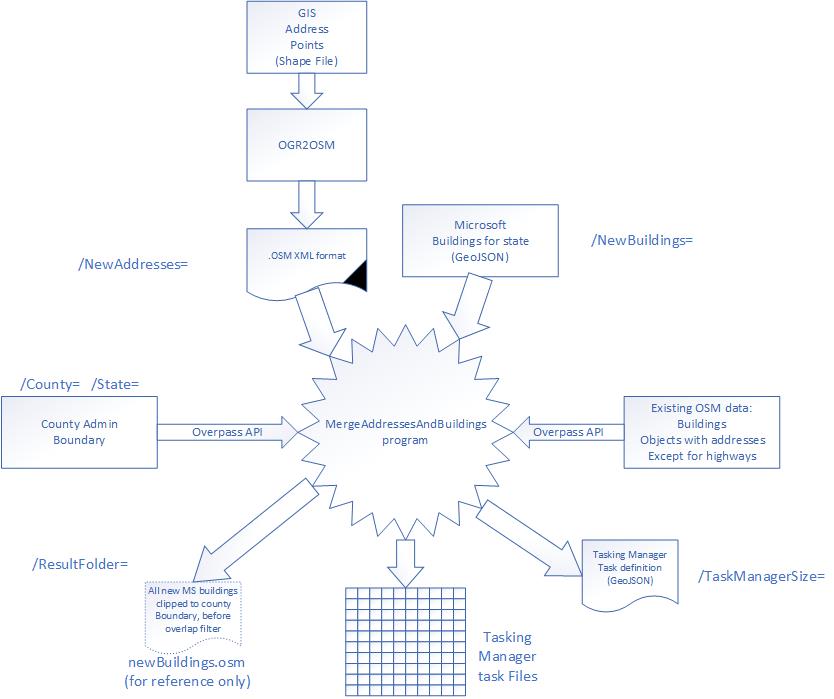 GIS
Address
Points
(Shape File)
OGR2OSM
.OSM XML format
/NewAddresses=
Microsoft
Buildings for state
(GeoJSON)
/NewBuildings=
/County= /State=
County Admin
Boundary
Overpass API
MergeAddressesAndBuildings
program
Overpass API
Existing OSM data:
Buildings
Objects with addresses
Except for highways
/ResultFolder=
All new MS buildings
clipped to county
Boundary, before
overlap filter
newBuildings.osm
(for reference only)
Tasking
Manager
task Files
Tasking Manager
Task definition
(GeoJSON)
/TaskManagerSize=